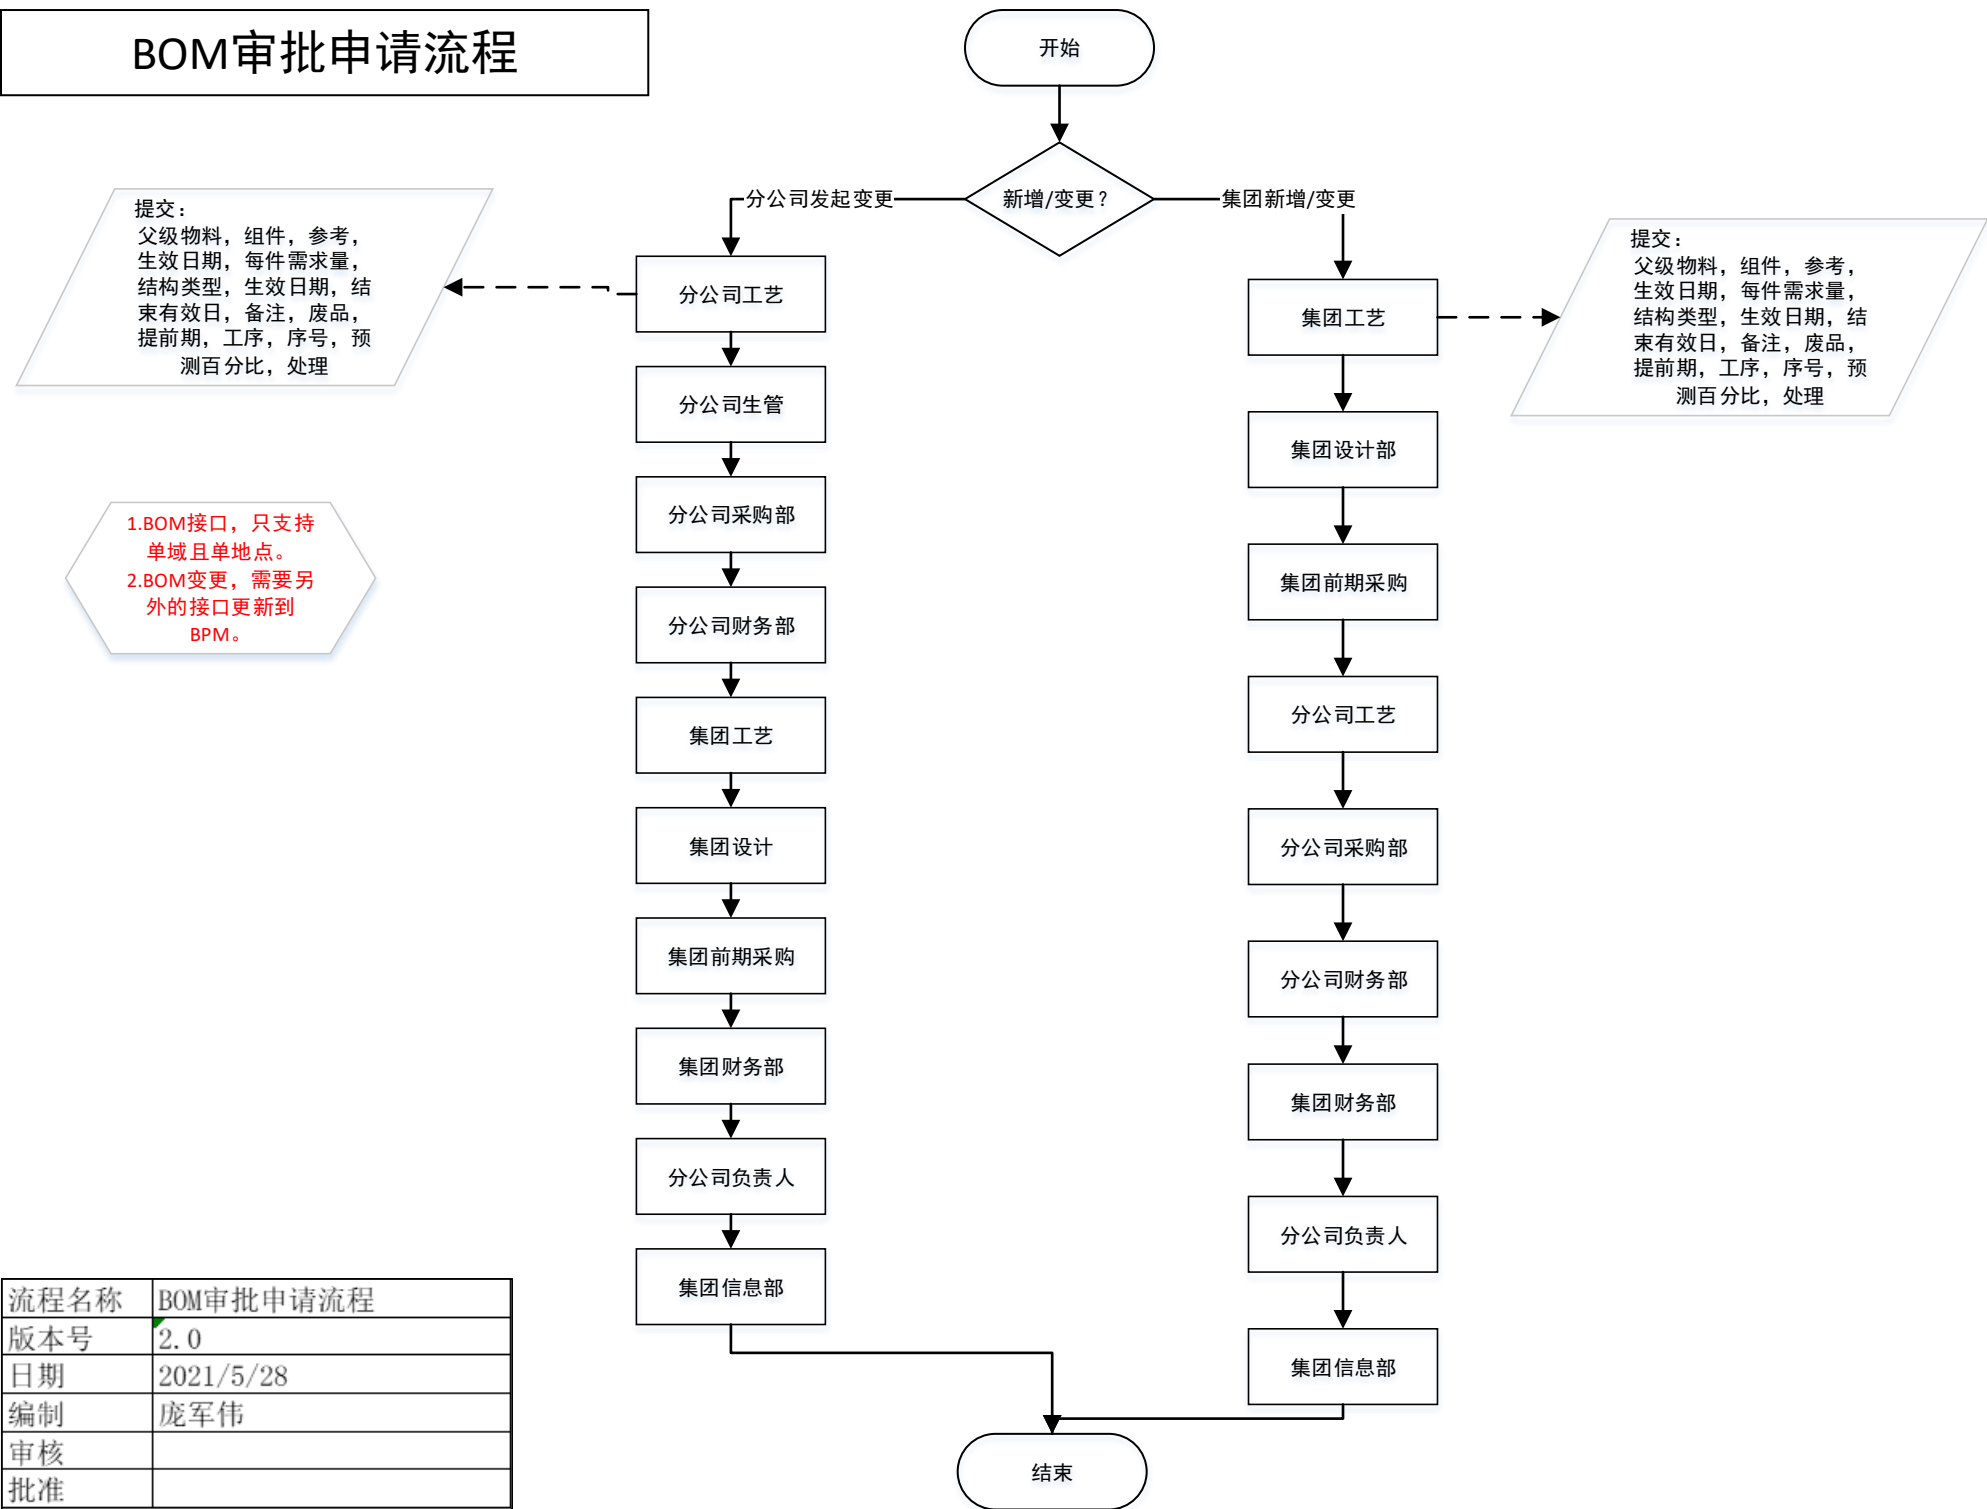 BOM审批申请流程
开始
新增/变更?
分公司发起变更
集团新增/变更
提交:
父级物料, 组件, 参考,
生效日期, 每件需求量,
结构类型, 生效日期, 结
束有效日, 备注, 废品,
提前期, 工序, 序号, 预
测百分比, 处理
1.BOM接口, 只支持
单域且单地点。
2.BOM变更, 需要另
外的接口更新到
BPM。
分公司工艺
分公司生管
分公司采购部
分公司财务部
集团工艺
集团设计
集团前期采购
集团财务部
分公司负责人
集团信息部
集团工艺
集团设计部
集团前期采购
分公司工艺
分公司采购部
分公司财务部
集团财务部
分公司负责人
集团信息部
提交:
父级物料, 组件, 参考,
生效日期, 每件需求量,
结构类型, 生效日期, 结
束有效日, 备注, 废品,
提前期, 工序, 序号, 预
测百分比, 处理
结束
流程名称 BOM审批申请流程
版本号 2.0
日期 2021/5/28
编制 庞军伟
审核
批准